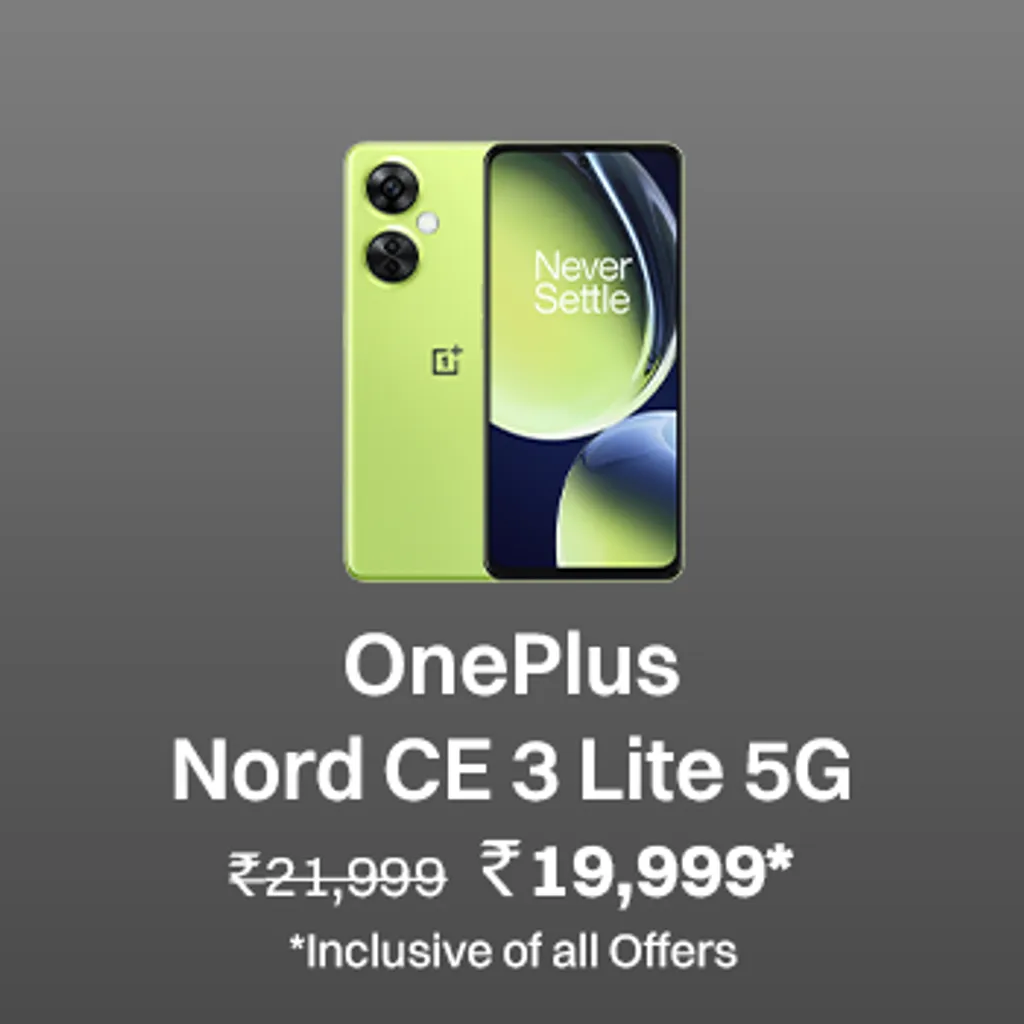 Never
Settle
OnePlus
Nord CE 3 Lite 5G
₹21,999 ₹19,999*
*Inclusive of all Offers